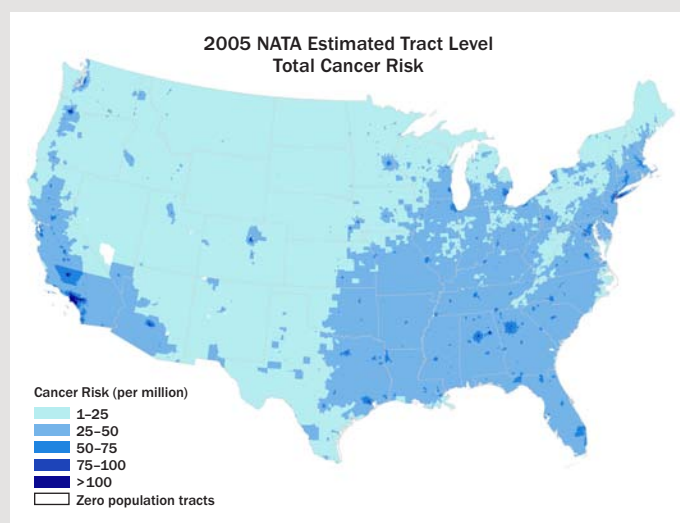 2005 NATA Estimated Tract Level
Total Cancer Risk
Cancer Risk (per million)
1–25
25–50
50–75
75–100
>100
Zero population tracts